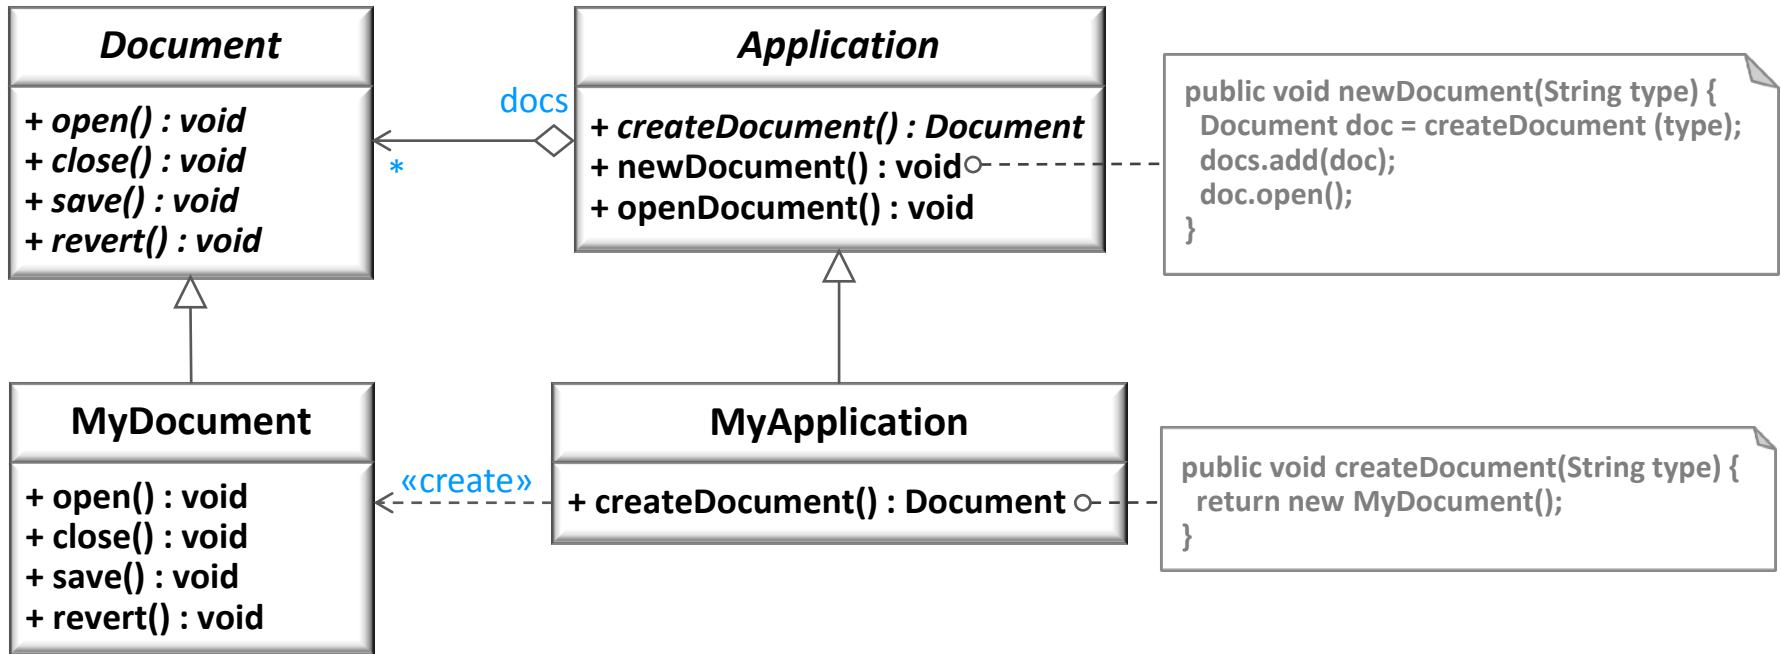 Document
+ open() : void
+ close() : void
+ save() : void
+ revert() : void
docs
*
Application
+ createDocument() : Document
+ newDocument() : void
+ openDocument() : void
public void newDocument(String type) {
Document doc = createDocument (type);
docs.add(doc);
doc.open();
}
MyDocument
+ open() : void
+ close() : void
+ save() : void
+ revert() : void
«create»
MyApplication
+ createDocument() : Document
public void createDocument(String type) {
return new MyDocument();
}